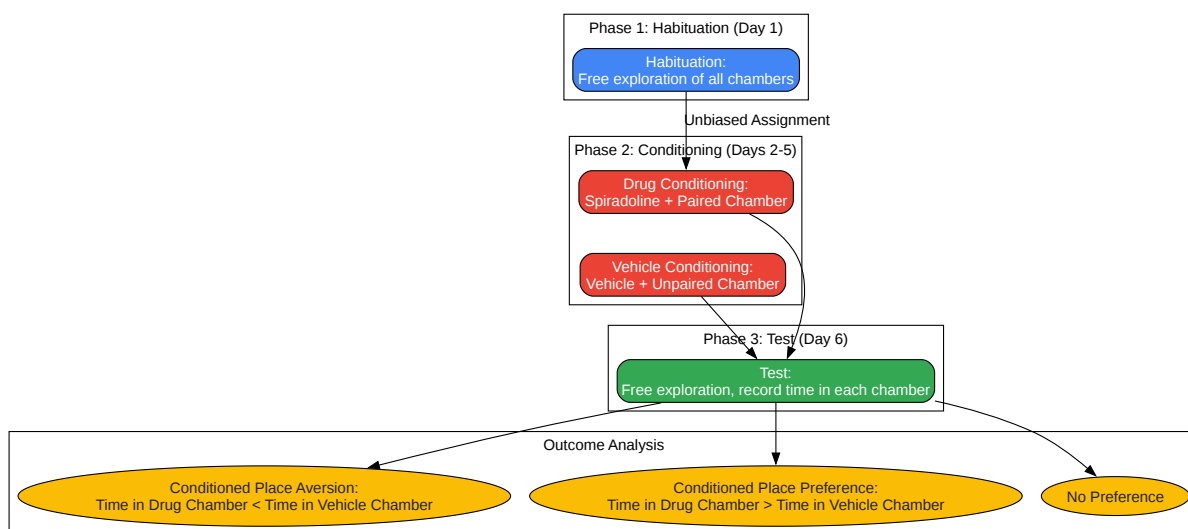 Phase 1: Habituation (Day 1)
Habituation:
Free exploration of all chambers
Unbiased Assignment
Phase 2: Conditioning (Days 2-5)
Drug Conditioning:
Spiradoline + Paired Chamber
Vehicle Conditioning:
Vehicle + Unpaired Chamber
Phase 3: Test (Day 6)
Test:
Free exploration, record time in each chamber
Outcome Analysis
Conditioned Place Aversion:
Time in Drug Chamber < Time in Vehicle Chamber
Conditioned Place Preference:
Time in Drug Chamber > Time in Vehicle Chamber
No Preference